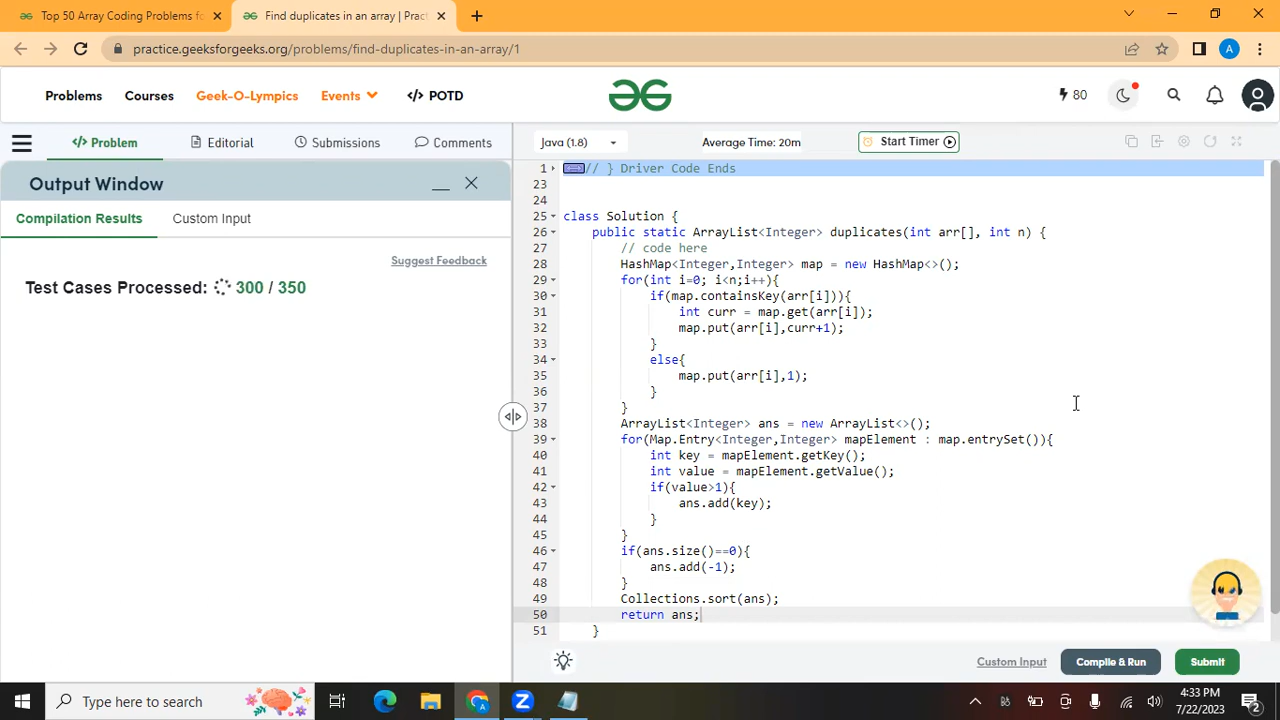 Top 50 Array Coding Problems fo
Find duplicates in an array | Pract
practice.geeksforgeeks.org/problems/find-duplicates-in-an-array/1
A
Problems
Courses
Geek-O-Lympics
Events
</> POTD
80
</> Problem
Editorial
Submissions
Comments
Java (1.8)
Average Time: 20m
Start Timer
Output Window
Compilation Results
Custom Input
Suggest Feedback
Test Cases Processed: 300 / 350
1 // } Driver Code Ends
23
24
25 class Solution {
26 public static ArrayList<Integer> duplicates(int arr[], int n) {
27 // code here
28 HashMap<Integer,Integer> map = new HashMap<>();
29 for(int i=0; i<n;i++){
30 if(map.containsKey(arr[i])){
31 int curr = map.get(arr[i]);
32 map.put(arr[i],curr+1);
33 }
34 else{
35 map.put(arr[i],1);
36 }
37 }
38 ArrayList<Integer> ans = new ArrayList<>();
39 for(Map.Entry<Integer,Integer> mapElement : map.entrySet()){
40 int key = mapElement.getKey();
41 int value = mapElement.getValue();
42 if(value>1){
43 ans.add(key);
44 }
45 }
46 if(ans.size()==0){
47 ans.add(-1);
48 }
49 Collections.sort(ans);
50 return ans;
51 }
Custom Input
Compile & Run
Submit
Type here to search
4:33 PM
7/22/2023
2